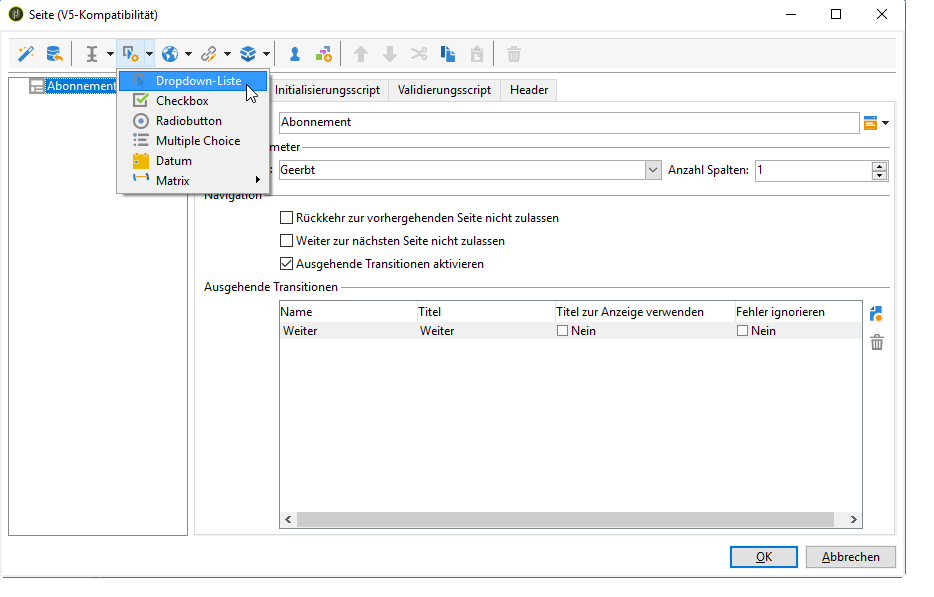 Seite (V5-Kompatibilität)
Abonnement
Dropdown-Liste
Checkbox
Radiobutton
Multiple Choice
Datum
Matrix
Initialisierungsscript Validierungsscript Header
Abonnement
meter
: Geerbt Anzahl Spalten: 1
Navigation
Rückkehr zur vorhergehenden Seite nicht zulassen
Weiter zur nächsten Seite nicht zulassen
Ausgehende Transitionen aktivieren
Ausgehende Transitionen
Name Titel Titel zur Anzeige verwenden Fehler ignorieren
Weiter Weiter Nein Nein
OK Abbrechen